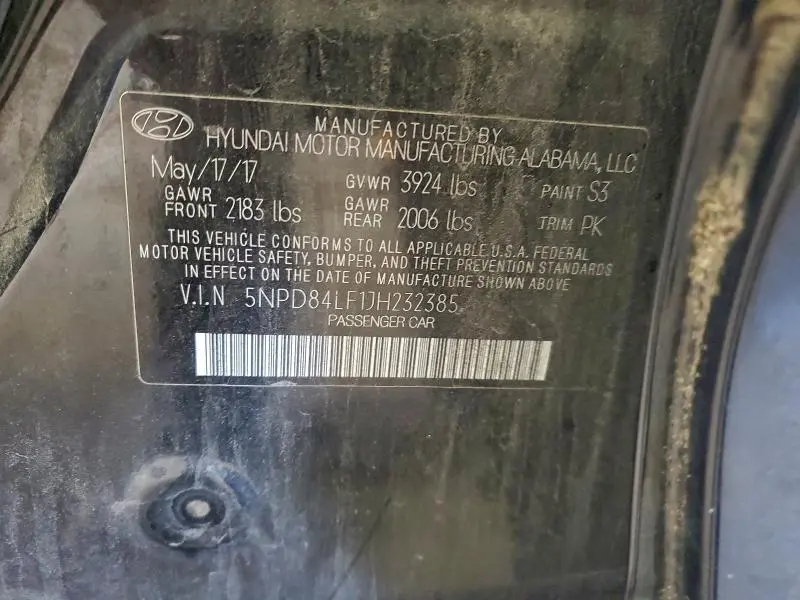 MANUFACTURED BY
HYUNDAI MOTOR MANUFACTURING ALABAMA, LLC
May/17/17 GVWR 3924 lbs PAINT S3
GAWR FRONT 2183 lbs GAWR REAR 2006 lbs TRIM PK
THIS VEHICLE CONFORMS TO ALL APPLICABLE U.S.A. FEDERAL
MOTOR VEHICLE SAFETY, BUMPER, AND THEFT PREVENTION STANDARDS
IN EFFECT ON THE DATE OF MANUFACTURE SHOWN ABOVE
V.I.N 5NPD84LF1JH232385
PASSENGER CAR